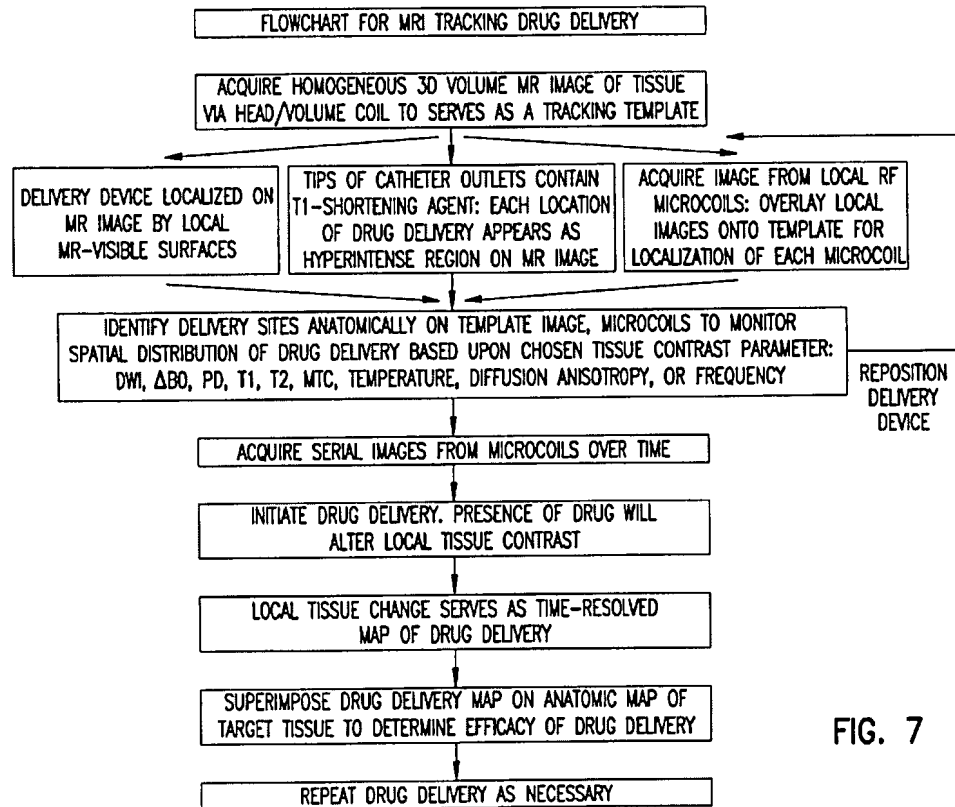 FLOWCHART FOR MRI TRACKING DRUG DELIVERY
ACQUIRE HOMOGENEOUS 3D VOLUME MR IMAGE OF TISSUE
VIA HEAD/VOLUME COIL TO SERVES AS A TRACKING TEMPLATE
DELIVERY DEVICE LOCALIZED ON
MR IMAGE BY LOCAL
MR-VISIBLE SURFACES
TIPS OF CATHETER OUTLETS CONTAIN
T1-SHORTENING AGENT: EACH LOCATION
OF DRUG DELIVERY APPEARS AS
HYPERINTENSE REGION ON MR IMAGE
ACQUIRE IMAGE FROM LOCAL RF
MICROCOILS: OVERLAY LOCAL
IMAGES ONTO TEMPLATE FOR
LOCALIZATION OF EACH MICROCOIL
IDENTIFY DELIVERY SITES ANATOMICALLY ON TEMPLATE IMAGE, MICROCOILS TO MONITOR
SPATIAL DISTRIBUTION OF DRUG DELIVERY BASED UPON CHOSEN TISSUE CONTRAST PARAMETER:
DWI, ΔB0, PD, T1, T2, MTC, TEMPERATURE, DIFFUSION ANISOTROPY, OR FREQUENCY
REPOSITION
DELIVERY
DEVICE
ACQUIRE SERIAL IMAGES FROM MICROCOILS OVER TIME
INITIATE DRUG DELIVERY. PRESENCE OF DRUG WILL
ALTER LOCAL TISSUE CONTRAST
LOCAL TISSUE CHANGE SERVES AS TIME-RESOLVED
MAP OF DRUG DELIVERY
SUPERIMPOSE DRUG DELIVERY MAP ON ANATOMIC MAP OF
TARGET TISSUE TO DETERMINE EFFICACY OF DRUG DELIVERY
REPEAT DRUG DELIVERY AS NECESSARY
FIG. 7